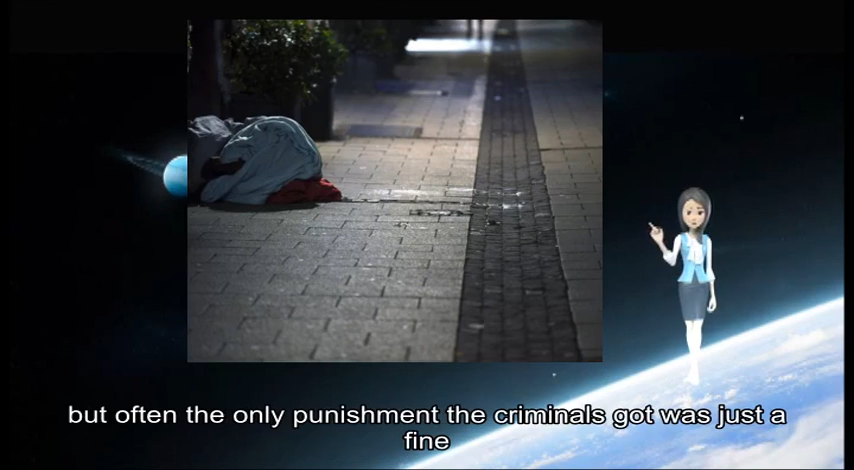 but often the only punishment the criminals got was just a
fine